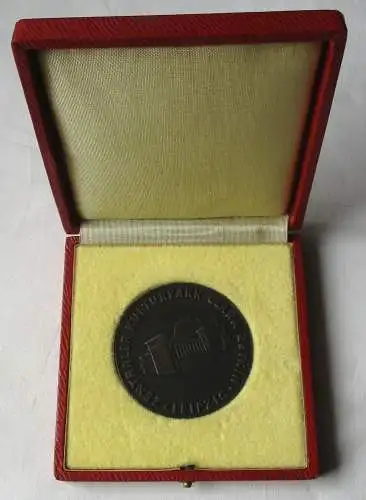 ZENTRALER KULTURPARK CLARA ZETKIN · LEIPZIG ·